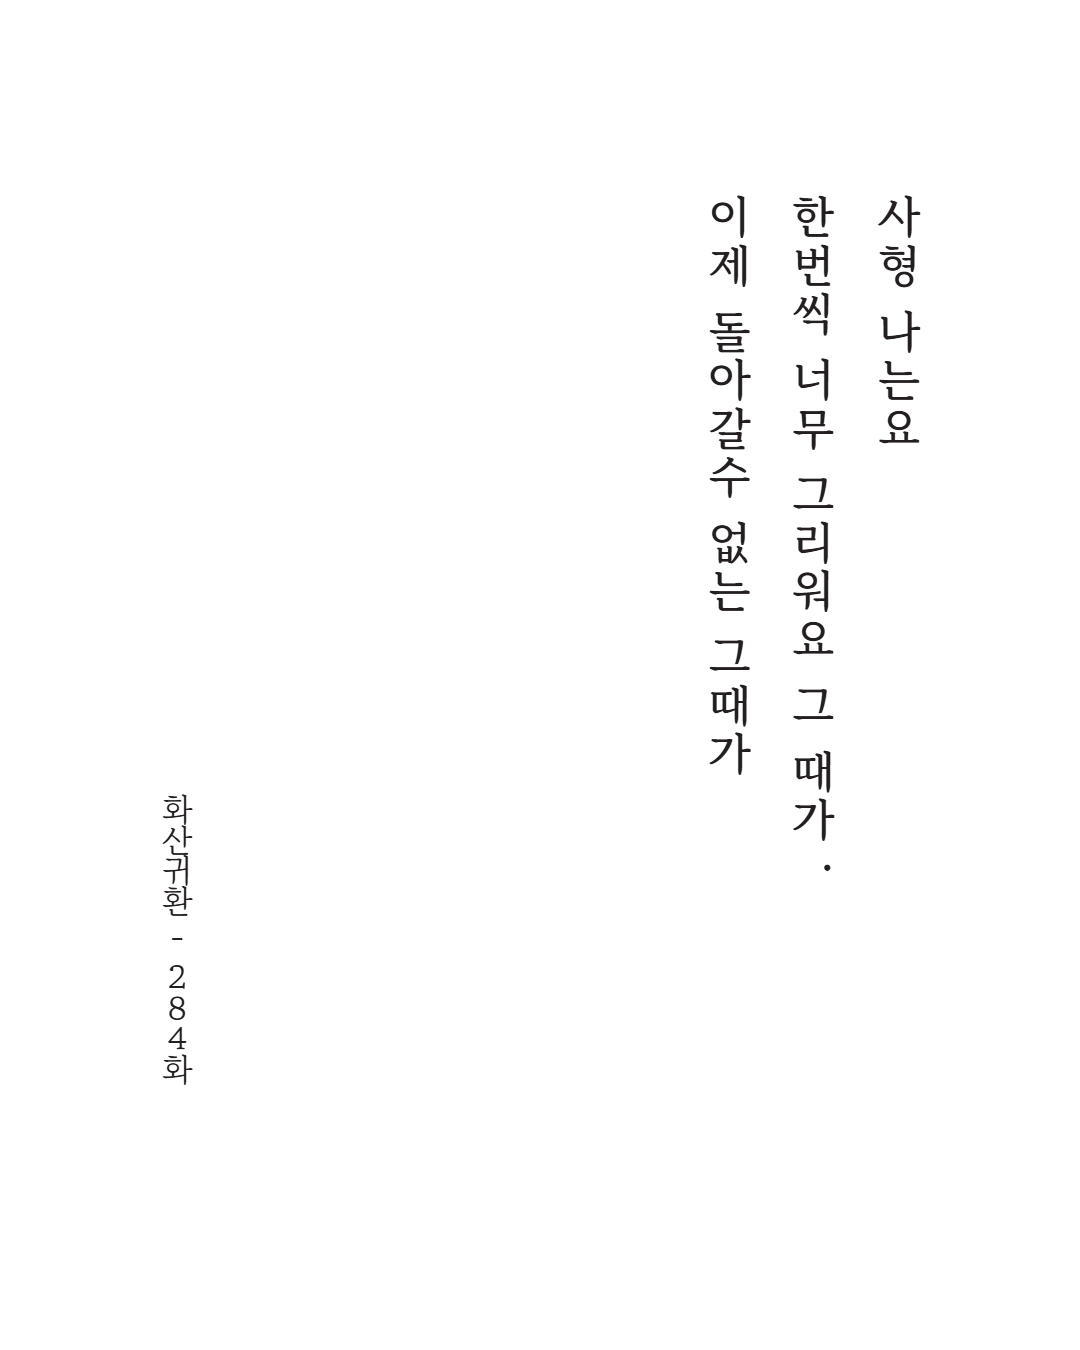 사형 나는요
한번씩 너무 그리워요 그 때가.
이제 돌아갈수 없는 그때가
화산귀환 - 284화